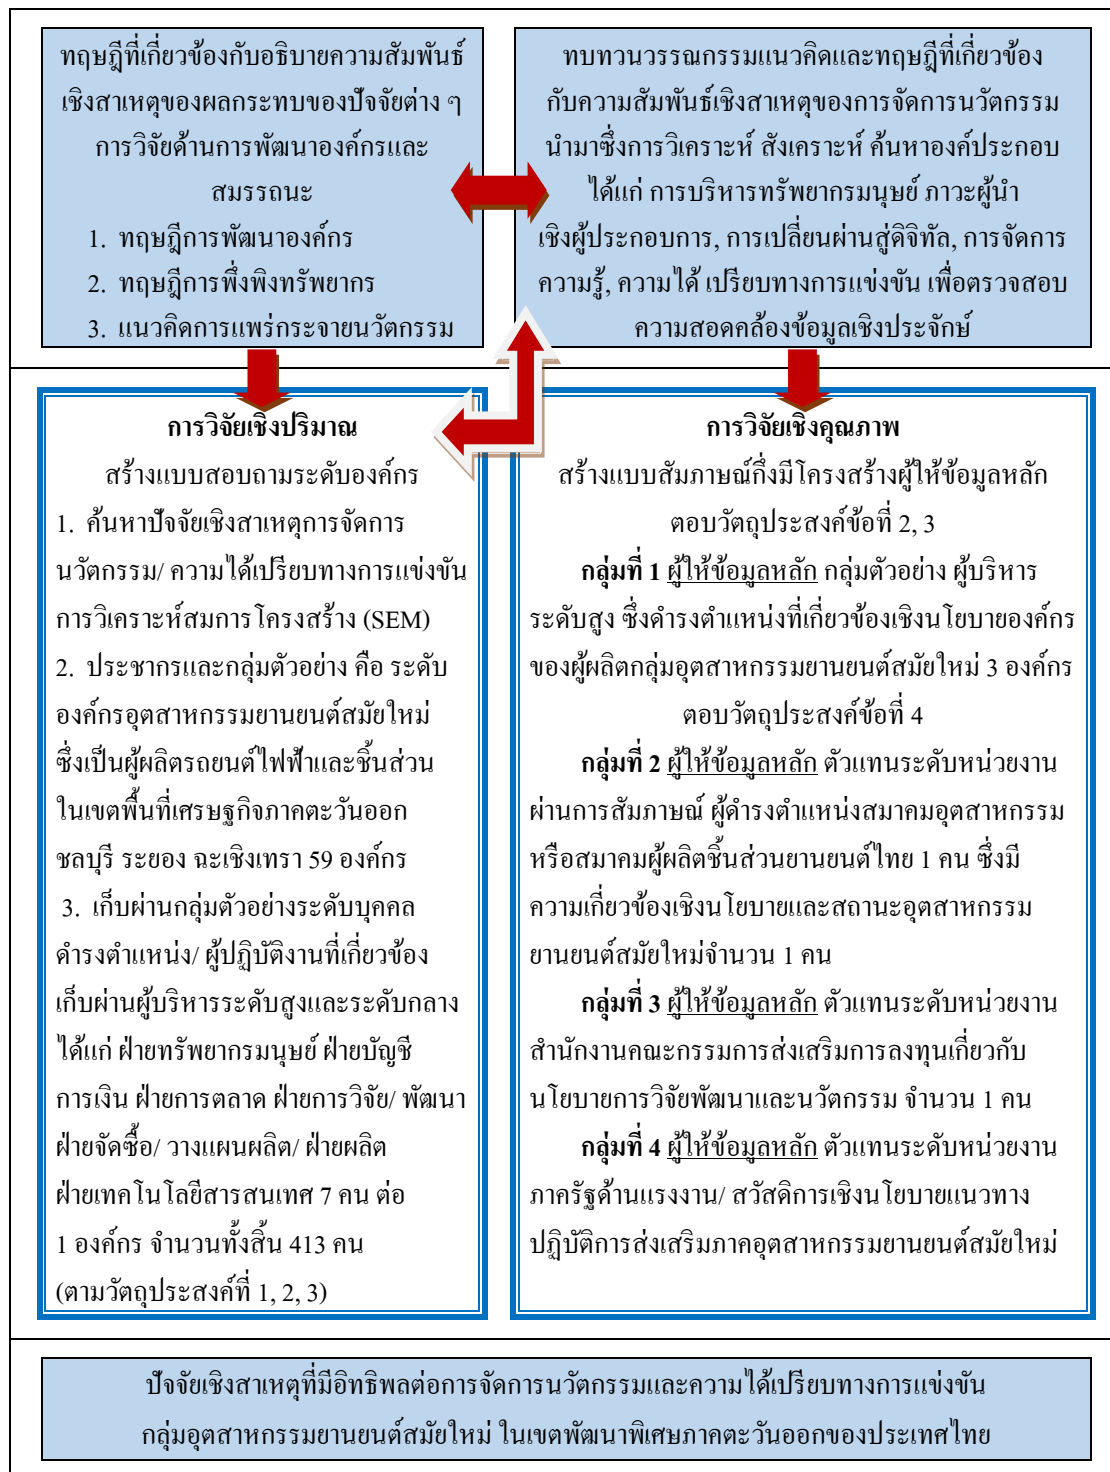 ทฤษฎีที่เกี่ยวข้องกับอธิบายความสัมพันธ์
เชิงสาเหตุของผลกระทบของปัจจัยต่าง ๆ
การวิจัยด้านการพัฒนาองค์กรและ
สมรรถนะ
1. ทฤษฎีการพัฒนาองค์กร
2. ทฤษฎีการพึ่งพิงทรัพยากร
3. แนวคิดการแพร่กระจายนวัตกรรม
ทบทวนวรรณกรรมแนวคิดและทฤษฎีที่เกี่ยวข้อง
กับความสัมพันธ์เชิงสาเหตุของการจัดการนวัตกรรม
นำมาซึ่งการวิเคราะห์ สังเคราะห์ ค้นหาองค์ประกอบ
ได้แก่ การบริหารทรัพยากรมนุษย์ ภาวะผู้นำ
เชิงผู้ประกอบการ, การเปลี่ยนผ่านสู่ดิจิทัล, การจัดการ
ความรู้, ความได้ เปรียบทางการแข่งขัน เพื่อตรวจสอบ
ความสอดคล้องข้อมูลเชิงประจักษ์
การวิจัยเชิงปริมาณ
สร้างแบบสอบถามระดับองค์กร
1. ค้นหาปัจจัยเชิงสาเหตุการจัดการ
นวัตกรรม/ ความได้เปรียบทางการแข่งขัน
การวิเคราะห์สมการโครงสร้าง (SEM)
2. ประชากรและกลุ่มตัวอย่าง คือ ระดับ
องค์กรอุตสาหกรรมยานยนต์สมัยใหม่
ซึ่งเป็นผู้ผลิตรถยนต์ไฟฟ้าและชิ้นส่วน
ในเขตพื้นที่เศรษฐกิจภาคตะวันออก
ชลบุรี ระยอง ฉะเชิงเทรา 59 องค์กร
3. เก็บผ่านกลุ่มตัวอย่างระดับบุคคล
ดำรงตำแหน่ง/ ผู้ปฏิบัติงานที่เกี่ยวข้อง
เก็บผ่านผู้บริหารระดับสูงและระดับกลาง
ได้แก่ ฝ่ายทรัพยากรมนุษย์ ฝ่ายบัญชี
การเงิน ฝ่ายการตลาด ฝ่ายการวิจัย/ พัฒนา
ฝ่ายจัดซื้อ/ วางแผนผลิต/ ฝ่ายผลิต
ฝ่ายเทคโนโลยีสารสนเทศ 7 คน ต่อ
1 องค์กร จำนวนทั้งสิ้น 413 คน
(ตามวัตถุประสงค์ที่ 1, 2, 3)
การวิจัยเชิงคุณภาพ
สร้างแบบสัมภาษณ์กึ่งมีโครงสร้างผู้ให้ข้อมูลหลัก
ตอบวัตถุประสงค์ข้อที่ 2, 3
กลุ่มที่ 1 ผู้ให้ข้อมูลหลัก กลุ่มตัวอย่าง ผู้บริหาร
ระดับสูง ซึ่งดำรงตำแหน่งที่เกี่ยวข้องเชิงนโยบายองค์กร
ของผู้ผลิตกลุ่มอุตสาหกรรมยานยนต์สมัยใหม่ 3 องค์กร
ตอบวัตถุประสงค์ข้อที่ 4
กลุ่มที่ 2 ผู้ให้ข้อมูลหลัก ตัวแทนระดับหน่วยงาน
ผ่านการสัมภาษณ์ ผู้ดำรงตำแหน่งสมาคมอุตสาหกรรม
หรือสมาคมผู้ผลิตชิ้นส่วนยานยนต์ไทย 1 คน ซึ่งมี
ความเกี่ยวข้องเชิงนโยบายและสถานะอุตสาหกรรม
ยานยนต์สมัยใหม่จำนวน 1 คน
กลุ่มที่ 3 ผู้ให้ข้อมูลหลัก ตัวแทนระดับหน่วยงาน
สำนักงานคณะกรรมการส่งเสริมการลงทุนเกี่ยวกับ
นโยบายการวิจัยพัฒนาและนวัตกรรม จำนวน 1 คน
กลุ่มที่ 4 ผู้ให้ข้อมูลหลัก ตัวแทนระดับหน่วยงาน
ภาครัฐด้านแรงงาน/ สวัสดิการเชิงนโยบายแนวทาง
ปฏิบัติการส่งเสริมภาคอุตสาหกรรมยานยนต์สมัยใหม่
ปัจจัยเชิงสาเหตุที่มีอิทธิพลต่อการจัดการนวัตกรรมและความได้เปรียบทางการแข่งขัน
กลุ่มอุตสาหกรรมยานยนต์สมัยใหม่ ในเขตพัฒนาพิเศษภาคตะวันออกของประเทศไทย